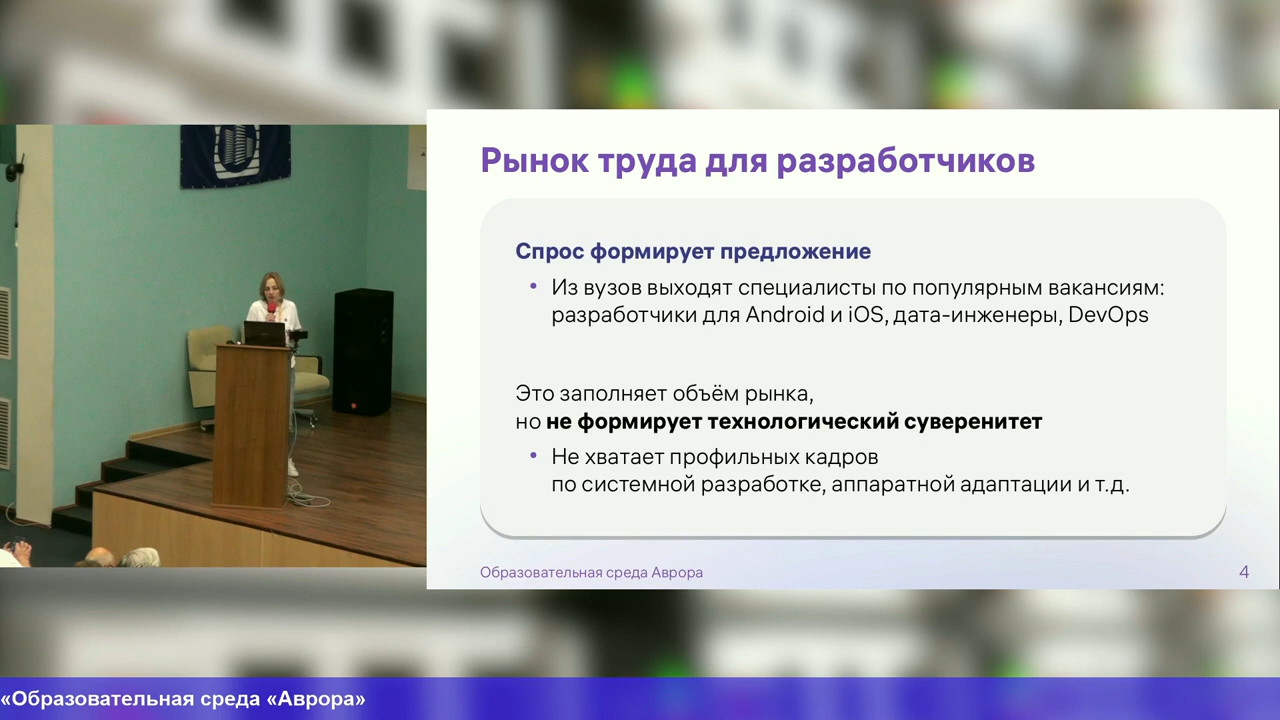 Рынок труда для разработчиков
Спрос формирует предложение
• Из вузов выходят специалисты по популярным вакансиям:
разработчики для Android и iOS, дата-инженеры, DevOps
Это заполняет объём рынка,
но не формирует технологический суверенитет
• Не хватает профильных кадров
по системной разработке, аппаратной адаптации и т.д.
Образовательная среда Аврора
4
«Образовательная среда «Аврора»